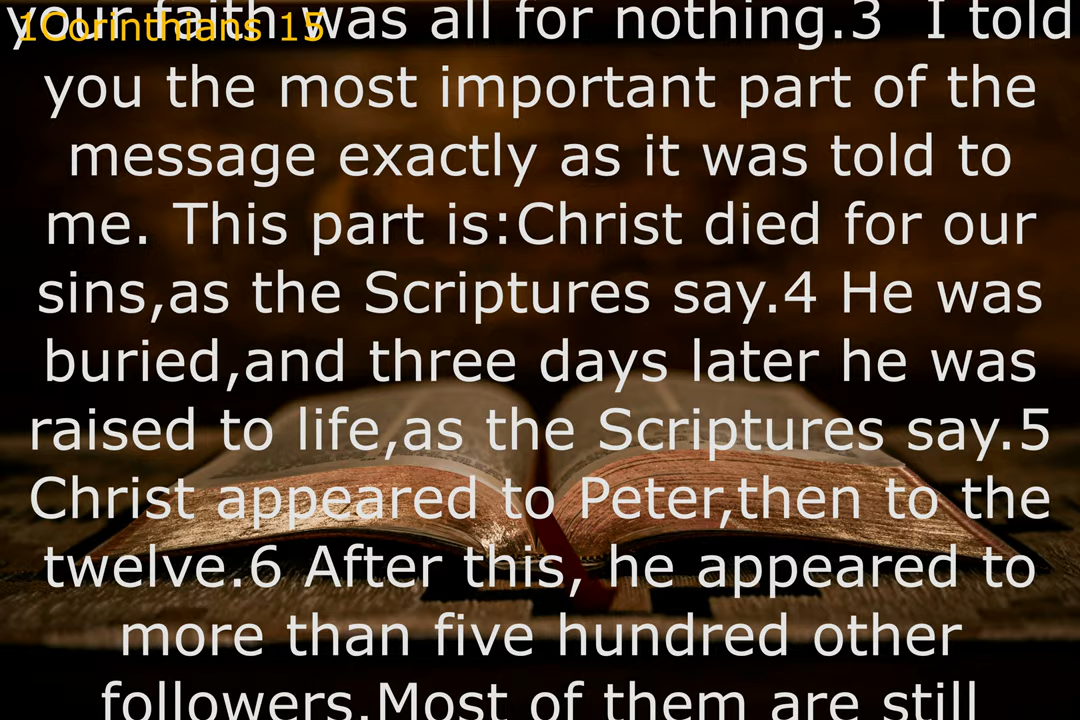 your faith was all for nothing.3  I told
1Corinthians 15
you the most important part of the
message exactly as it was told to
me. This part is:Christ died for our
sins,as the Scriptures say.4 He was
buried,and three days later he was
raised to life,as the Scriptures say.5
Christ appeared to Peter,then to the
twelve.6 After this, he appeared to
more than five hundred other
followers.Most of them are still